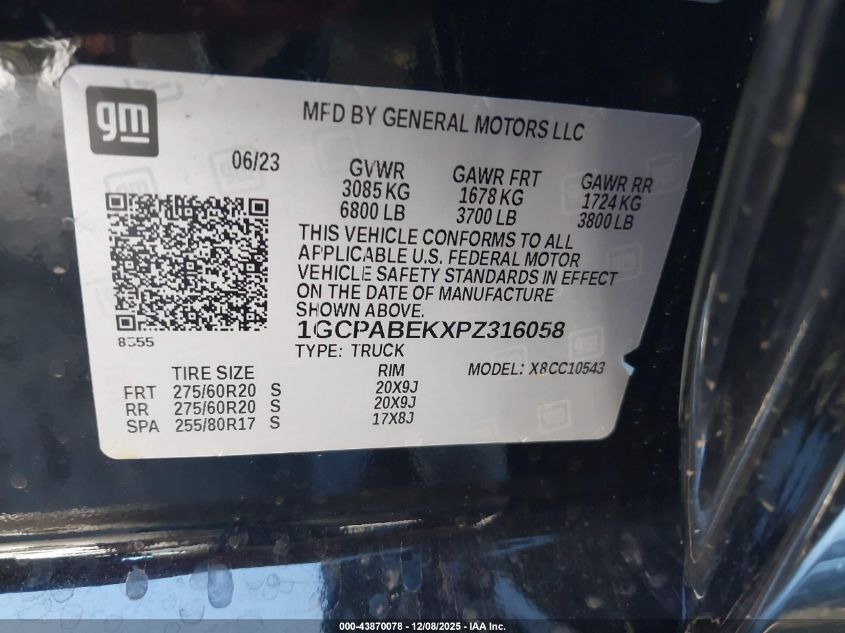 gm
MFD BY GENERAL MOTORS LLC
06/23
GVWR GAWR FRT GAWR RR
3085 KG 1678 KG 1724 KG
6800 LB 3700 LB 3800 LB
THIS VEHICLE CONFORMS TO ALL
APPLICABLE U.S. FEDERAL MOTOR
VEHICLE SAFETY STANDARDS IN EFFECT
ON THE DATE OF MANUFACTURE
SHOWN ABOVE.
1GCPABEKXPZ316058
TYPE: TRUCK
MODEL: X8CC10543
TIRE SIZE RIM
FRT 275/60R20 S 20X9J
RR 275/60R20 S 20X9J
SPA 255/80R17 S 17X8J
000-43870078 - 12/08/2025 - IAA Inc.